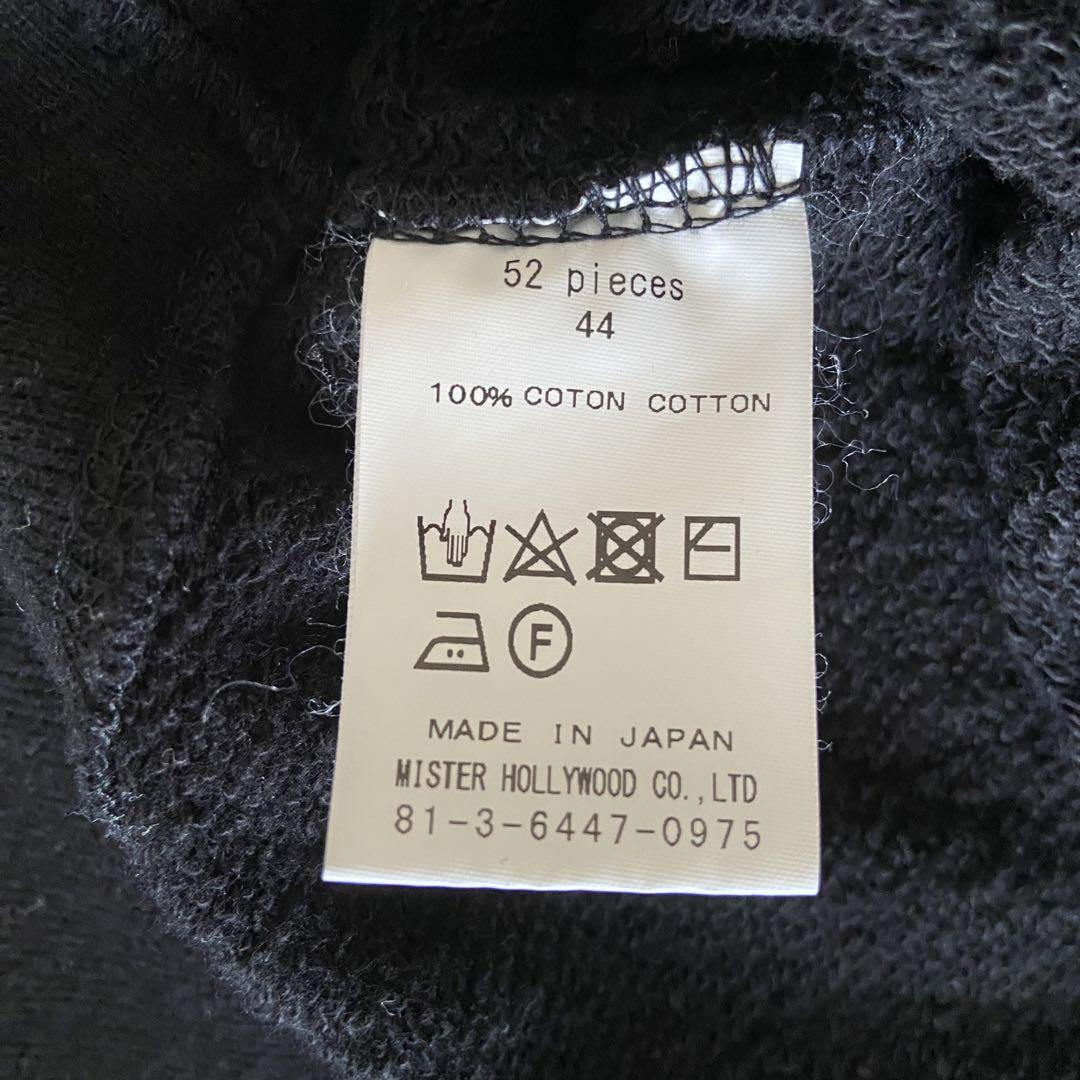 52 pieces
44
100% COTON COTTON
F
MADE IN JAPAN
MISTER HOLLYWOOD CO.,LTD
81-3-6447-0975